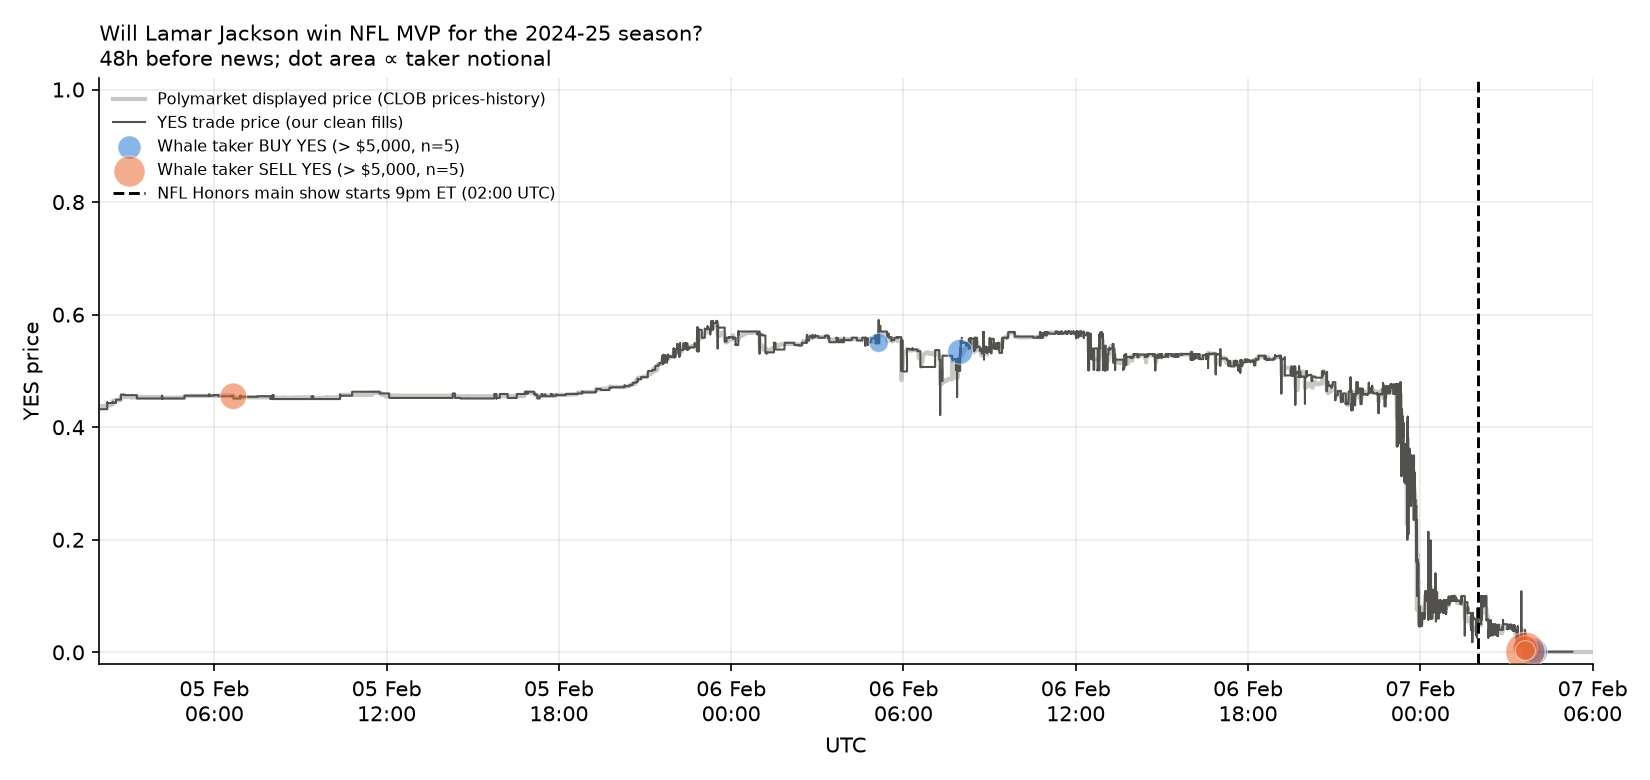 Will Lamar Jackson win NFL MVP for the 2024-25 season?
48h before news; dot area ∝ taker notional
Polymarket displayed price (CLOB prices-history)
YES trade price (our clean fills)
Whale taker BUY YES (> $5,000, n=5)
Whale taker SELL YES (> $5,000, n=5)
NFL Honors main show starts 9pm ET (02:00 UTC)
YES price
1.0
0.8
0.6
0.4
0.2
0.0
05 Feb 05 Feb 05 Feb 06 Feb 06 Feb 06 Feb 06 Feb 07 Feb 07 Feb
06:00 12:00 18:00 00:00 06:00 12:00 18:00 00:00 06:00
UTC